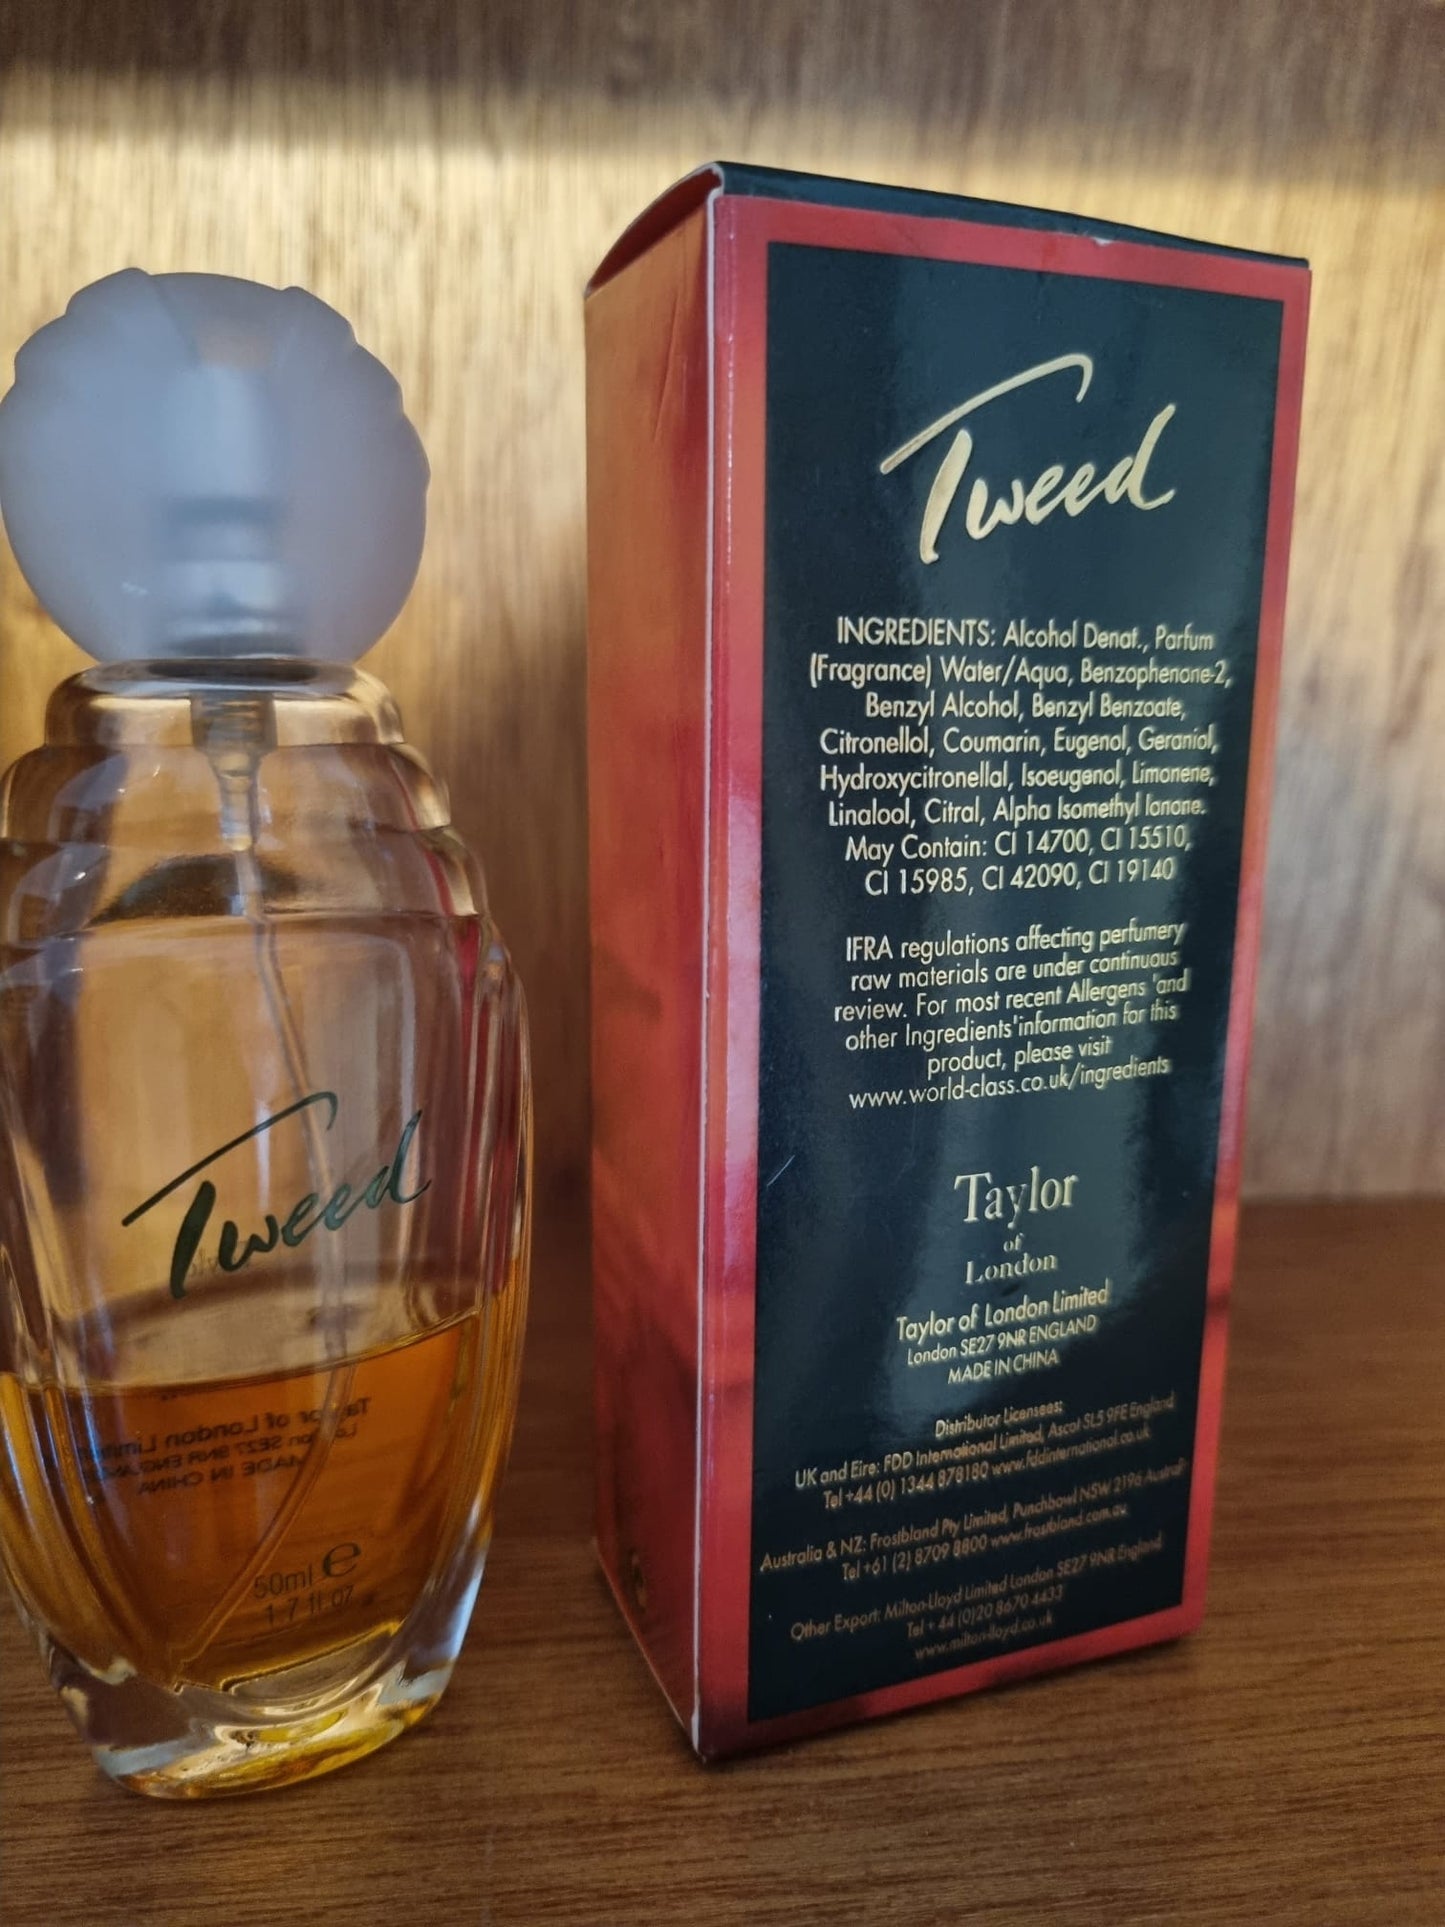 Tweed
Taylor of London Limited
London SE27 9NR ENGLAND
MADE IN CHINA
50ml e
1.7 fl.oz
Tweed
INGREDIENTS: Alcohol Denat., Parfum
(Fragrance) Water/Aqua, Benzophenone-2,
Benzyl Alcohol, Benzyl Benzoate,
Citronellol, Coumarin, Eugenol, Geraniol,
Hydroxycitronellal, Isoeugenol, Limonene,
Linalool, Citral, Alpha Isomethyl Ionone.
May Contain: CI 14700, CI 15510,
CI 15985, CI 42090, CI 19140
IFRA regulations affecting perfumery
raw materials are under continuous
review. For most recent Allergens 'and
other Ingredients' information for this
product, please visit
www.world-class.co.uk/ingredients
Taylor
of
London
Taylor of London Limited
London SE27 9NR ENGLAND
MADE IN CHINA
Distributor Licensees:
UK and Eire: FDD International Limited, Ascot SL5 9FE England
Tel +44 (0) 1344 878180 www.fddinternational.co.uk
Australia & NZ: Frostbland Pty Limited, Punchbowl NSW 2196 Australia
Tel +61 (2) 8709 8800 www.frostbland.com.au
Other Export: Milton-Lloyd Limited London SE27 9NR England
Tel + 44 (0)20 8670 4433
www.milton-lloyd.co.uk